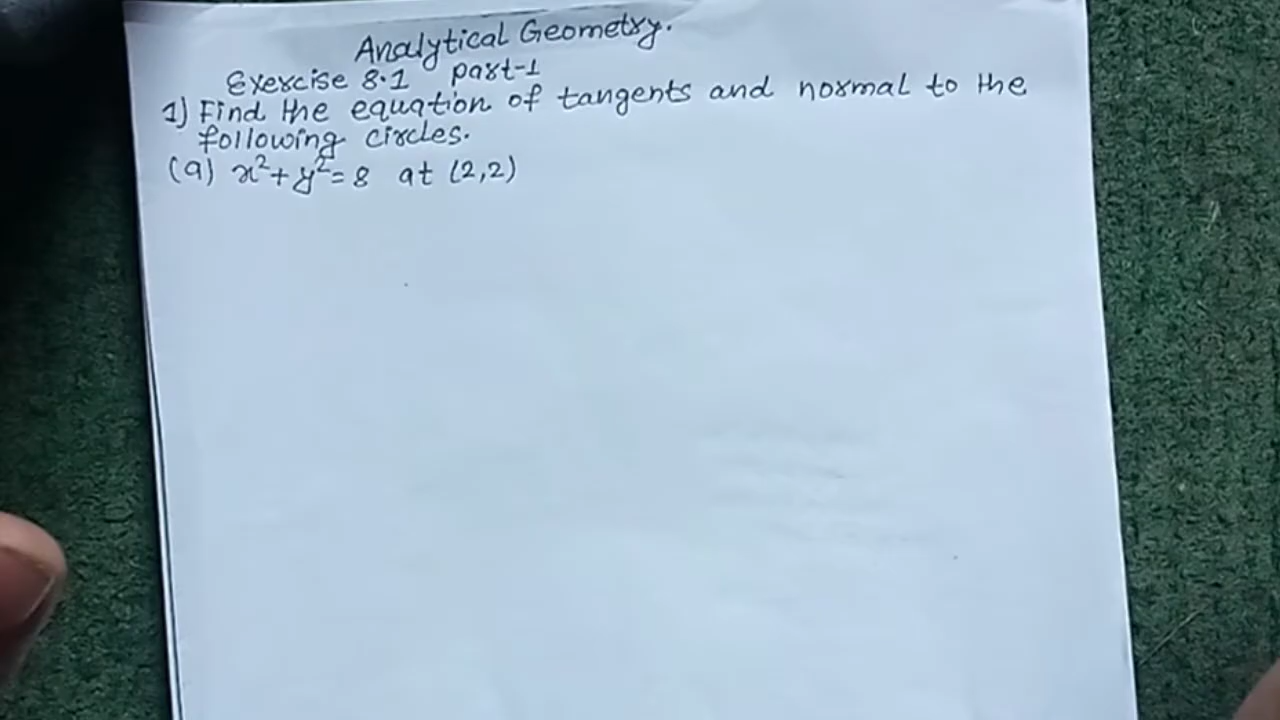 Analytical Geometry.
Exercise 8.1 part-1
1) Find the equation of tangents and normal to the
following circles.
(a) x²+y²=8 at (2,2)